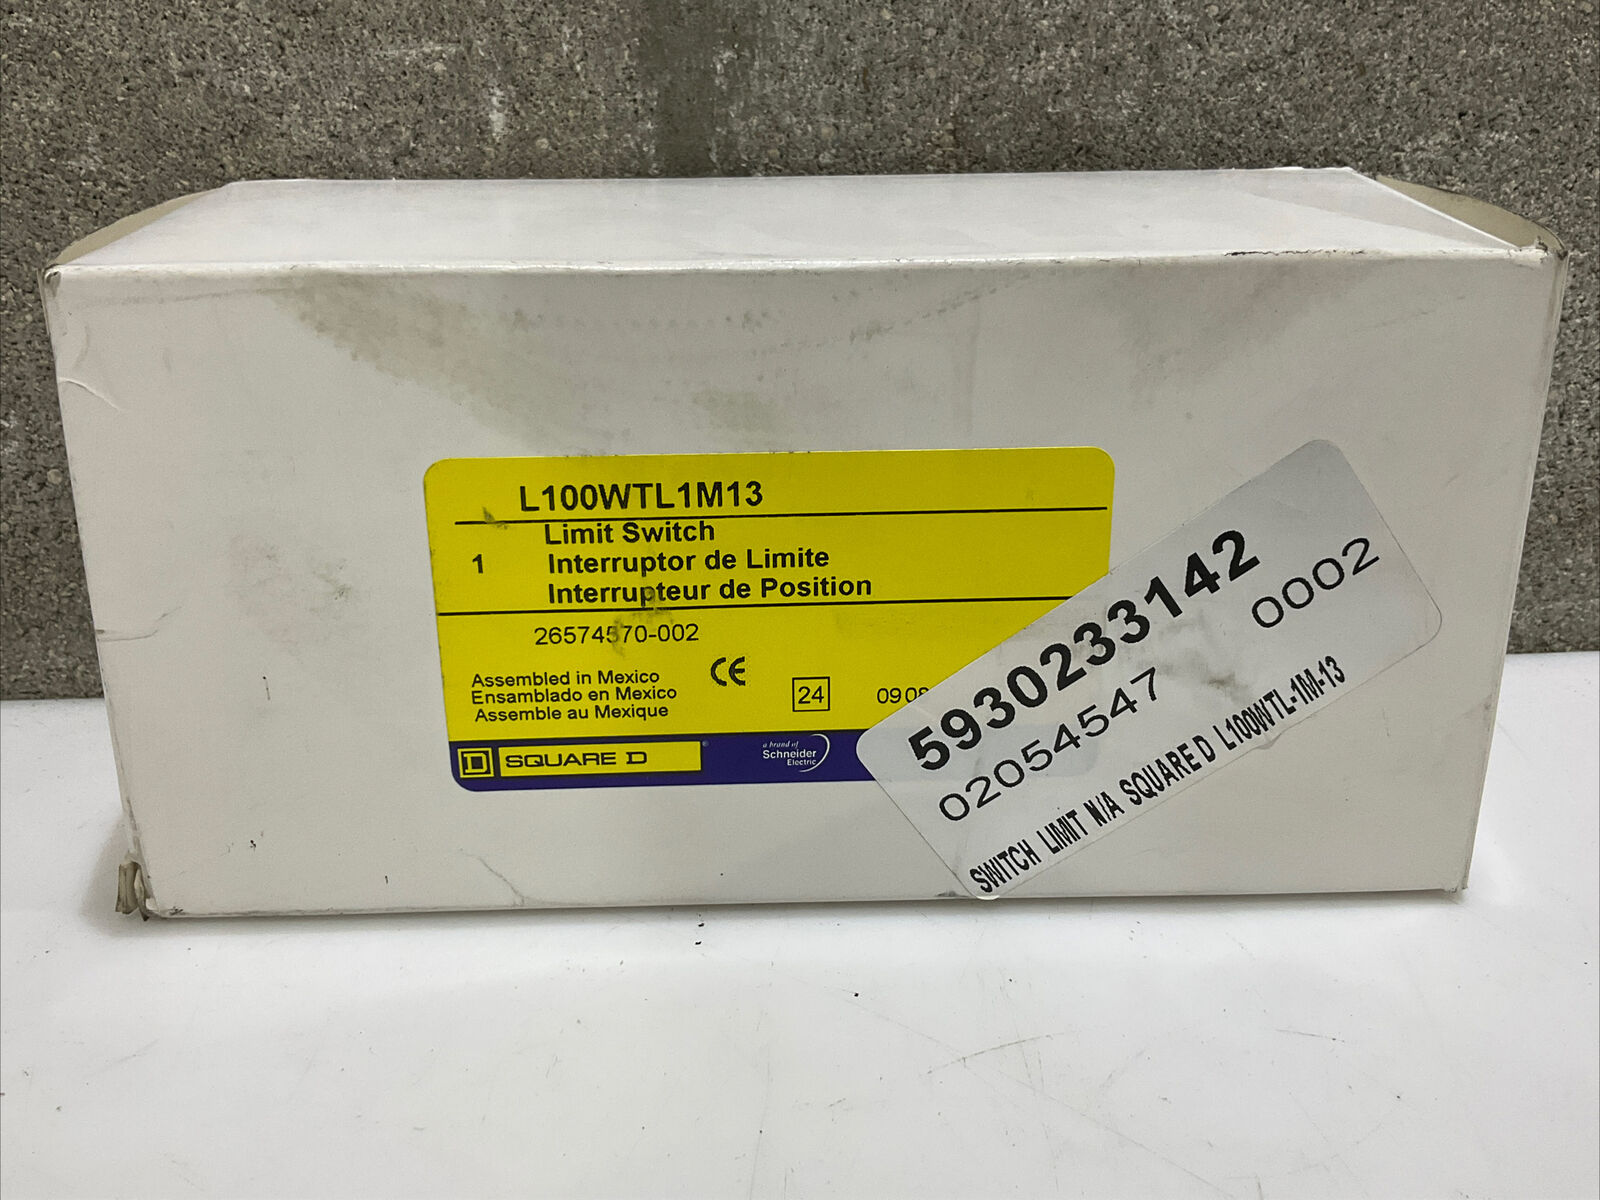 L100WTL1M13
Limit Switch
1 Interruptor de Limite
Interrupteur de Position
26574570-002
Assembled in Mexico
Ensamblado en Mexico
Assemble au Mexique
CE
24
0908
D SQUARE D
a brand of
Schneider
Electric
5930233142
02054547 0002
SWITCH LIMIT N/A SQUARE D L100WTL-1M-13